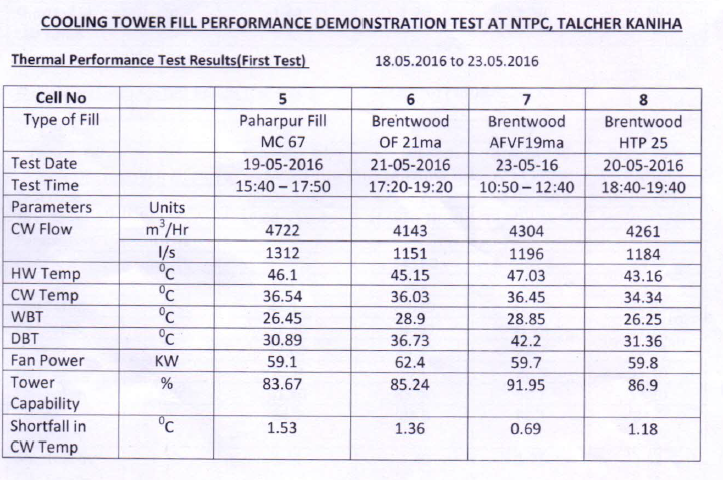 COOLING TOWER FILL PERFORMANCE DEMONSTRATION TEST AT NTPC, TALCHER KANIHA
Thermal Performance Test Results(First Test) 18.05.2016 to 23.05.2016
Cell No 5 6 7 8
Type of Fill Paharpur Fill Brentwood Brentwood Brentwood
MC 67 OF 21ma AFVF19ma HTP 25
Test Date 19-05-2016 21-05-2016 23-05-16 20-05-2016
Test Time 15:40 – 17:50 17:20-19:20 10:50 – 12:40 18:40-19:40
Parameters Units
CW Flow m³/Hr 4722 4143 4304 4261
l/s 1312 1151 1196 1184
HW Temp ⁰C 46.1 45.15 47.03 43.16
CW Temp ⁰C 36.54 36.03 36.45 34.34
WBT ⁰C 26.45 28.9 28.85 26.25
DBT ⁰C 30.89 36.73 42.2 31.36
Fan Power KW 59.1 62.4 59.7 59.8
Tower % 83.67 85.24 91.95 86.9
Capability
Shortfall in ⁰C 1.53 1.36 0.69 1.18
CW Temp